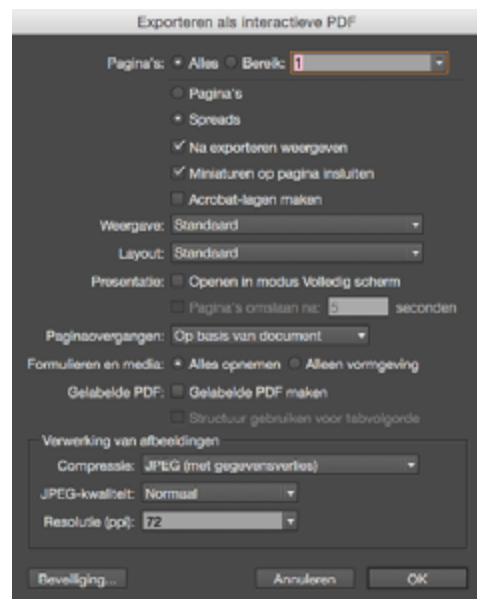 Exporteren als interactieve PDF
Pagina's: Alles Bereik: 1
Pagina's
Spreads
Na exporteren weergeven
Miniaturen op pagina insluiten
Acrobat-lagen maken
Weergave: Standaard
Layout: Standaard
Presentatie: Openen in modus Volledig scherm
Pagina's omslaan na: 5 seconden
Paginaovergangen: Op basis van document
Formulieren en media: Alles opnemen Alleen vormgeving
Gelabelde PDF: Gelabelde PDF maken
Structuur gebruiken voor tabvolgorde
Verwerking van afbeeldingen
Compressie: JPEG (met gegevensverlies)
JPEG-kwaliteit: Normaal
Resolutie (ppi): 72
Beveiliging... Annuleren OK